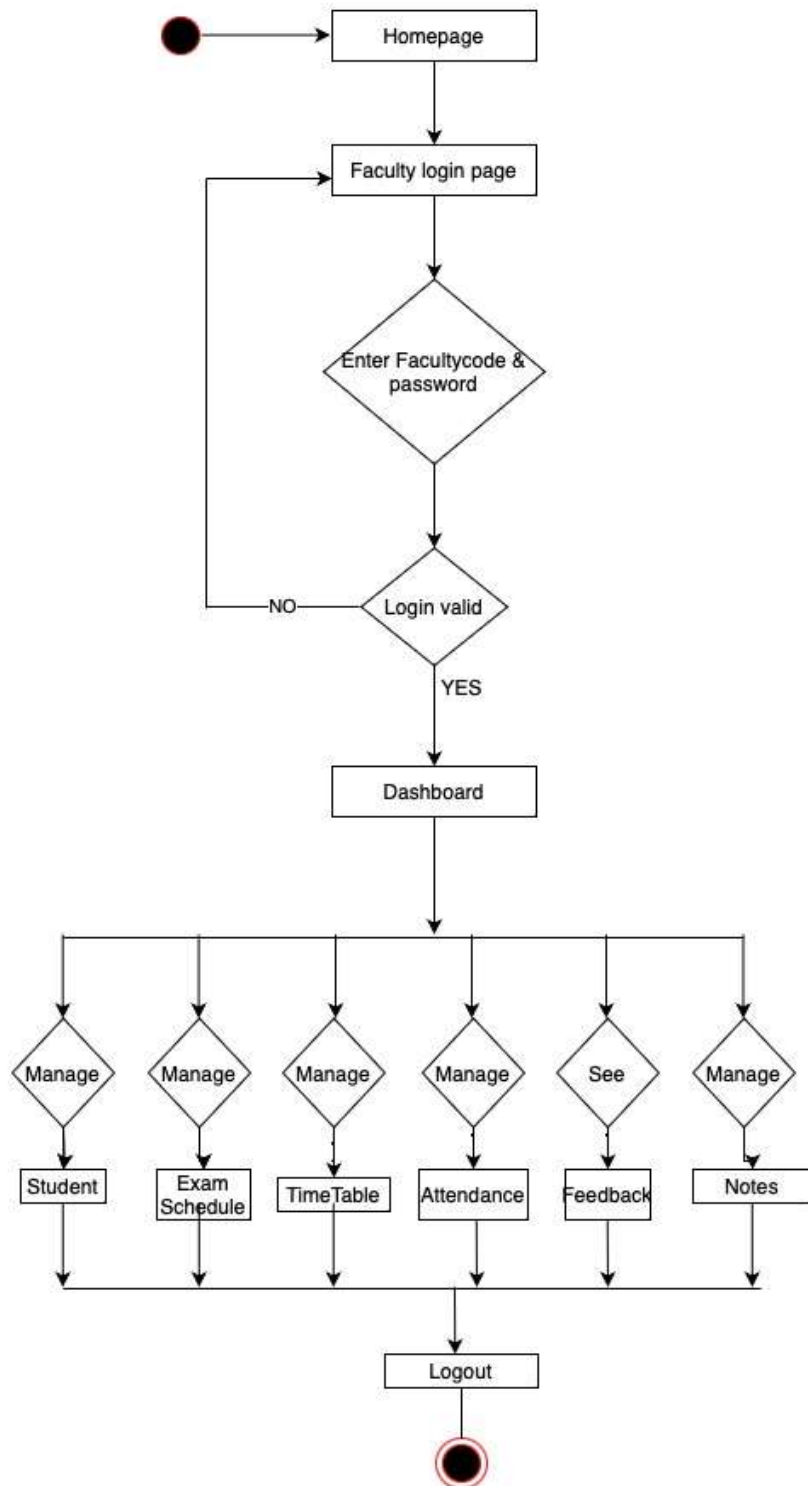 Homepage
Faculty login page
Enter Facultycode &
password
Login valid
NO
YES
Dashboard
Manage
Manage
Manage
Manage
See
Manage
Student
Exam
Schedule
TimeTable
Attendance
Feedback
Notes
Logout